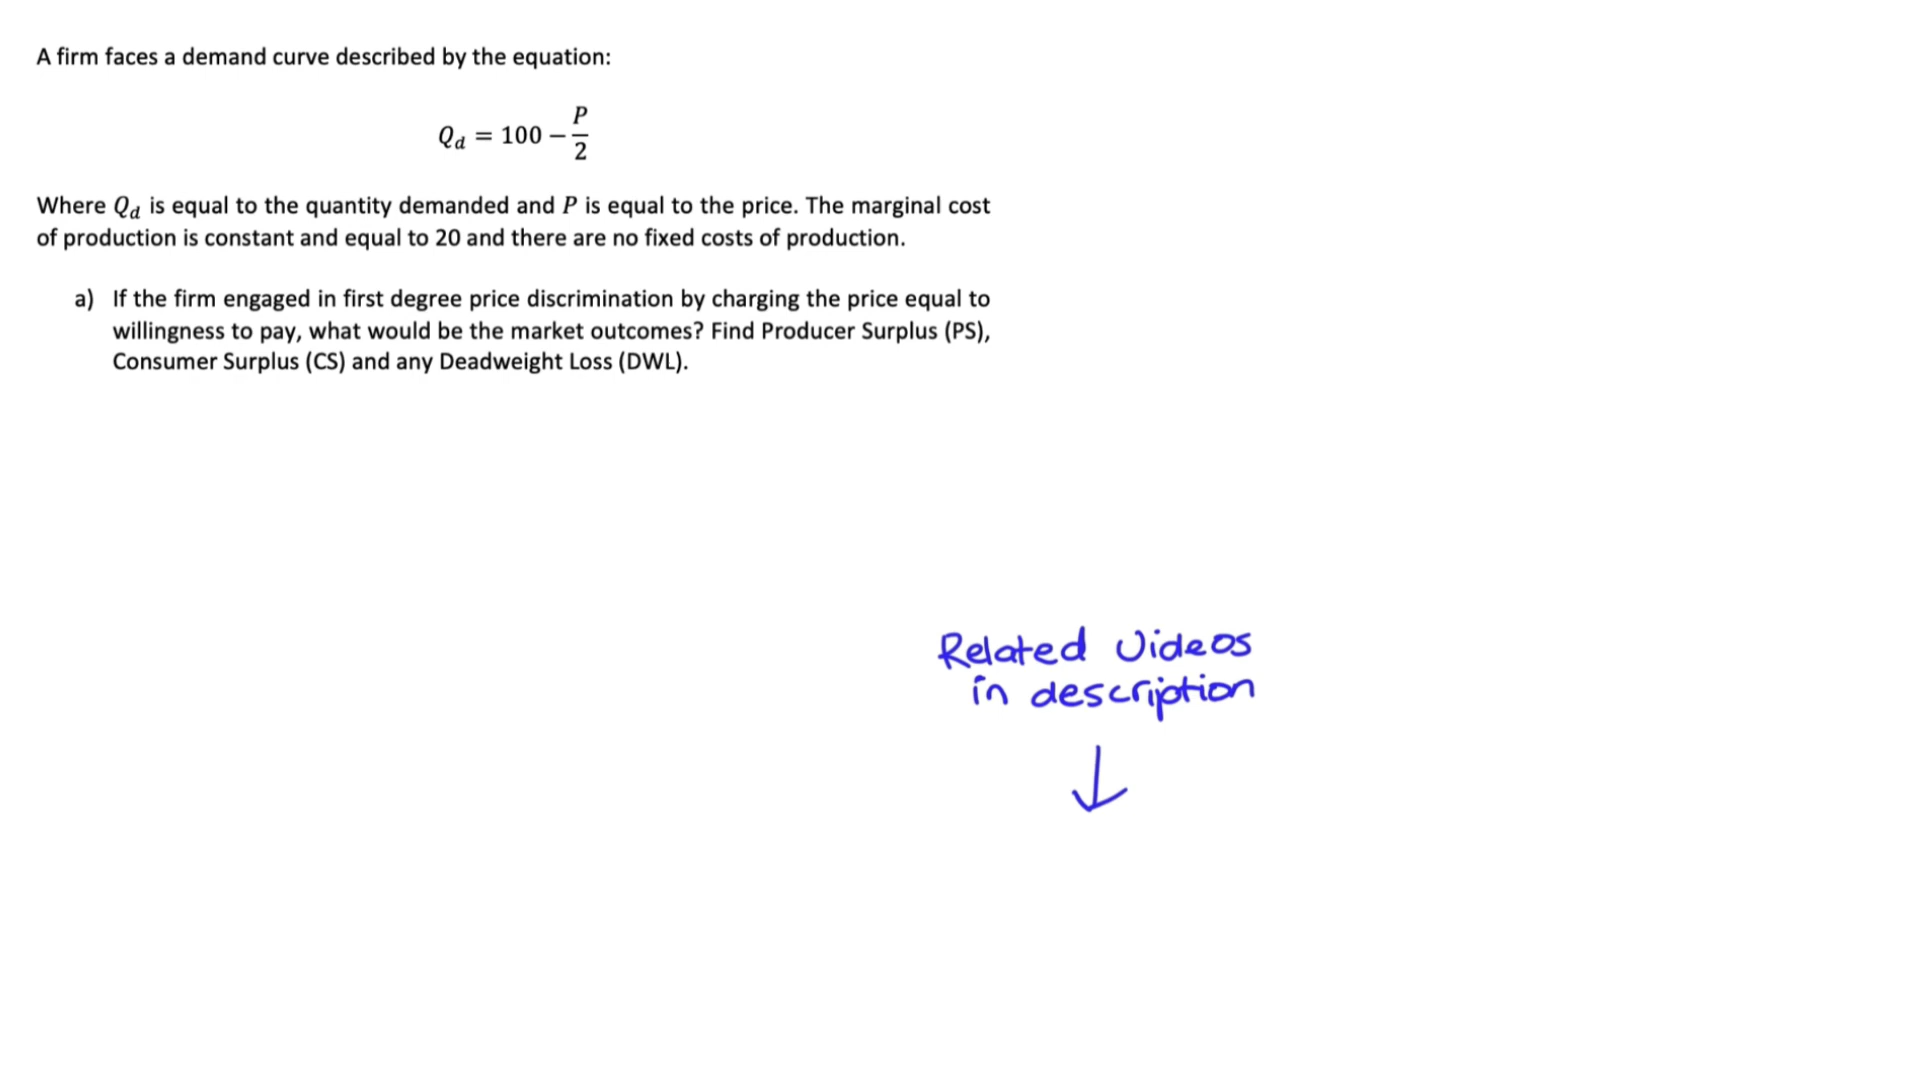 A firm faces a demand curve described by the equation:
Q_d = 100 − P/2
Where Q_d is equal to the quantity demanded and P is equal to the price. The marginal cost
of production is constant and equal to 20 and there are no fixed costs of production.
a) If the firm engaged in first degree price discrimination by charging the price equal to
willingness to pay, what would be the market outcomes? Find Producer Surplus (PS),
Consumer Surplus (CS) and any Deadweight Loss (DWL).
Related videos
in description